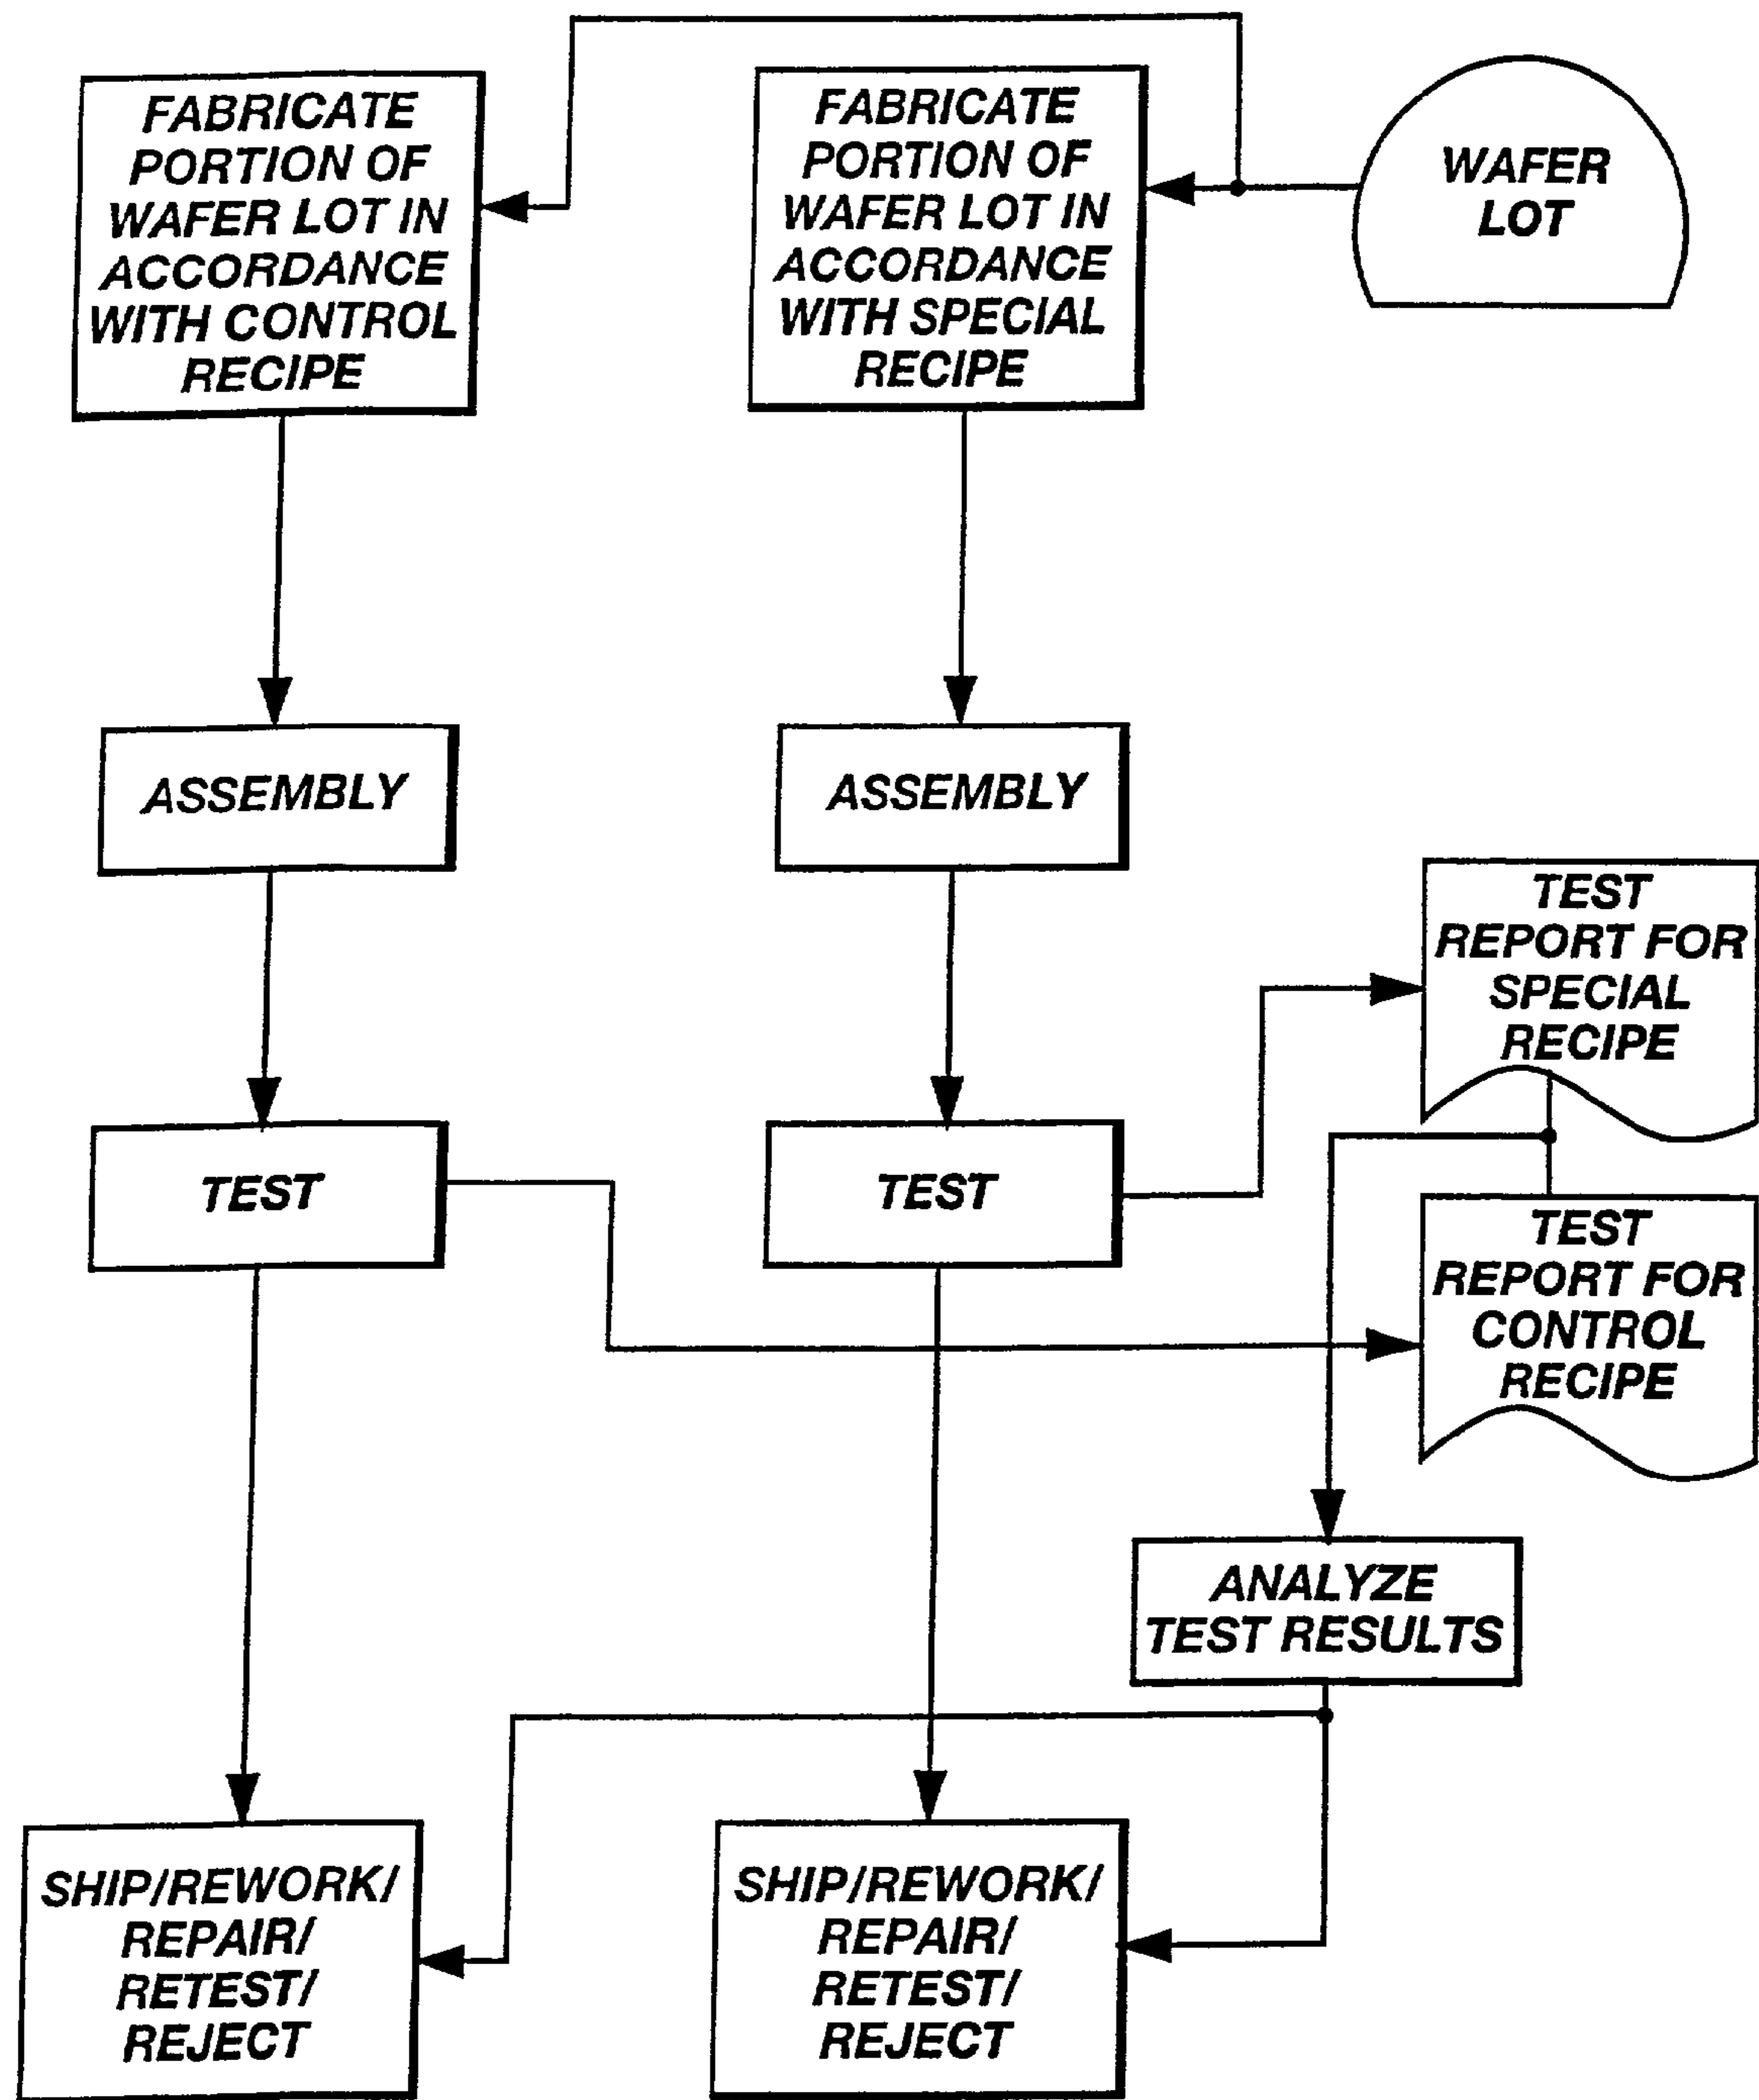 FABRICATE
PORTION OF
WAFER LOT IN
ACCORDANCE
WITH CONTROL
RECIPE
FABRICATE
PORTION OF
WAFER LOT IN
ACCORDANCE
WITH SPECIAL
RECIPE
WAFER
LOT
ASSEMBLY
ASSEMBLY
TEST
REPORT FOR
SPECIAL
RECIPE
TEST
TEST
TEST
REPORT FOR
CONTROL
RECIPE
ANALYZE
TEST RESULTS
SHIP/REWORK/
REPAIR/
RETEST/
REJECT
SHIP/REWORK/
REPAIR/
RETEST/
REJECT